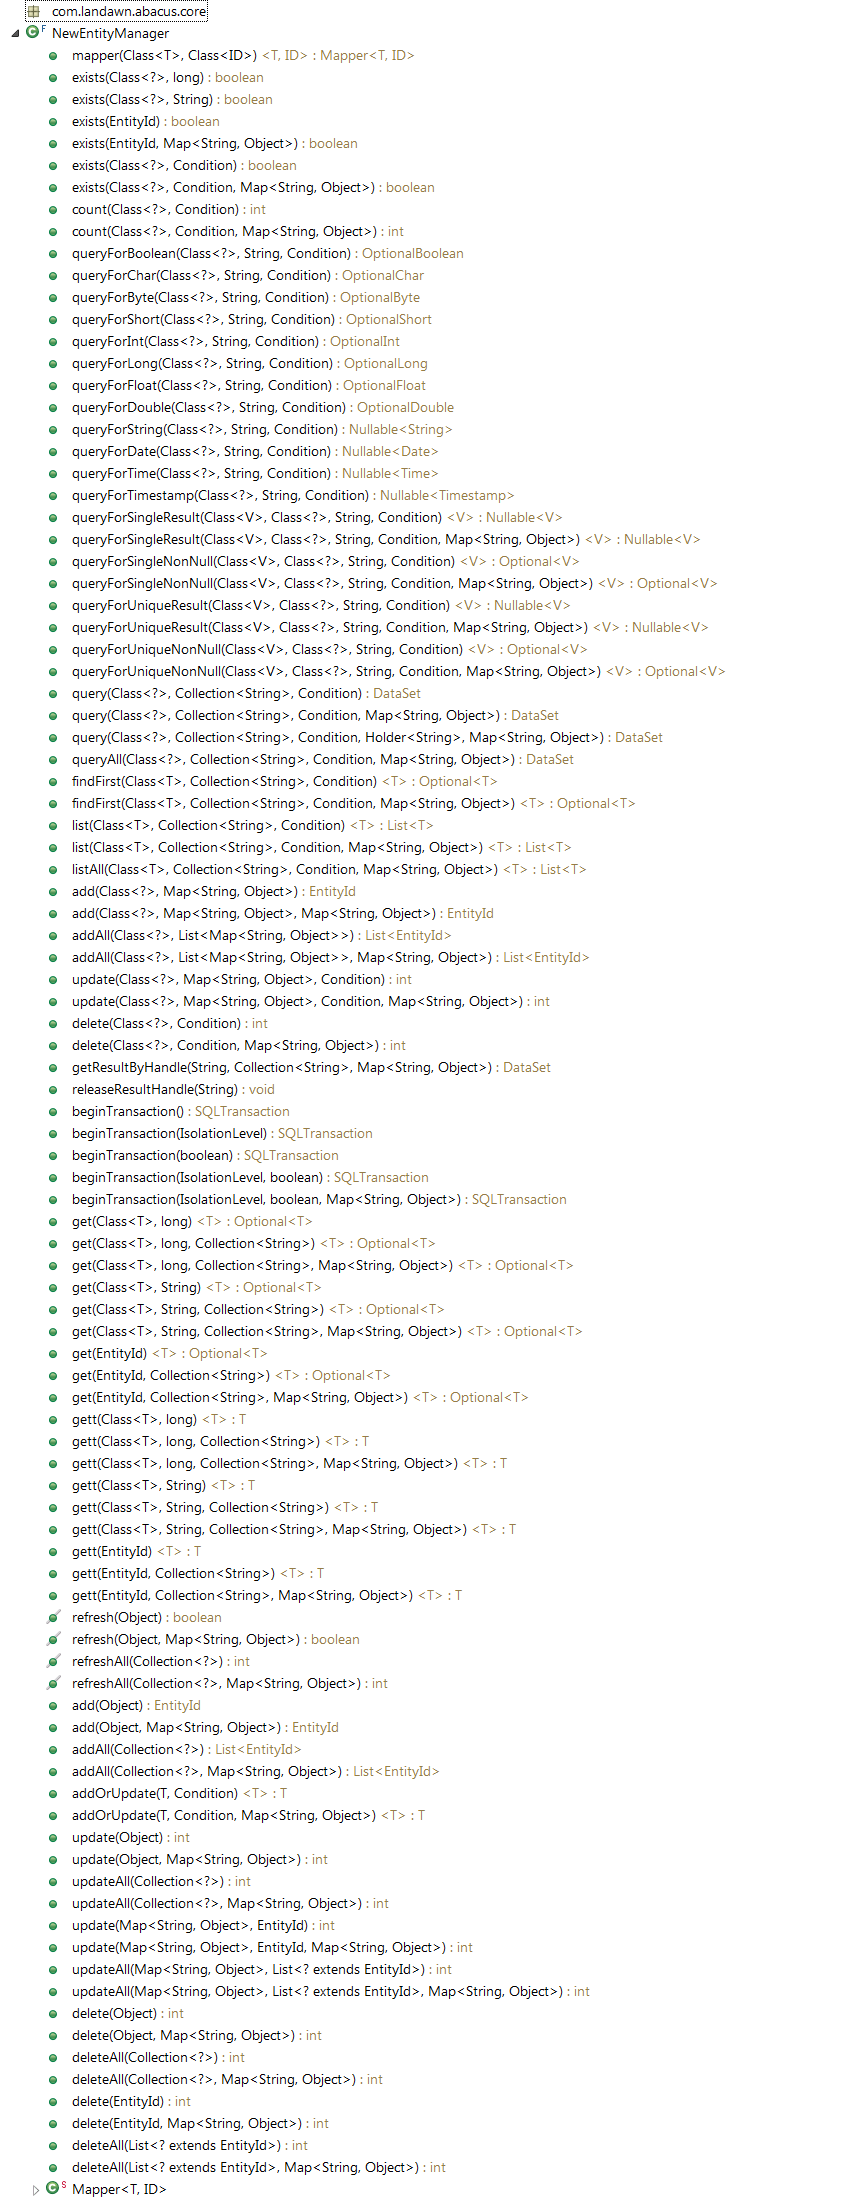 com.landawn.abacus.core
NewEntityManager
mapper(Class<T>, Class<ID>) <T, ID> : Mapper<T, ID>
exists(Class<?>, long) : boolean
exists(Class<?>, String) : boolean
exists(EntityId) : boolean
exists(EntityId, Map<String, Object>) : boolean
exists(Class<?>, Condition) : boolean
exists(Class<?>, Condition, Map<String, Object>) : boolean
count(Class<?>, Condition) : int
count(Class<?>, Condition, Map<String, Object>) : int
queryForBoolean(Class<?>, String, Condition) : OptionalBoolean
queryForChar(Class<?>, String, Condition) : OptionalChar
queryForByte(Class<?>, String, Condition) : OptionalByte
queryForShort(Class<?>, String, Condition) : OptionalShort
queryForInt(Class<?>, String, Condition) : OptionalInt
queryForLong(Class<?>, String, Condition) : OptionalLong
queryForFloat(Class<?>, String, Condition) : OptionalFloat
queryForDouble(Class<?>, String, Condition) : OptionalDouble
queryForString(Class<?>, String, Condition) : Nullable<String>
queryForDate(Class<?>, String, Condition) : Nullable<Date>
queryForTime(Class<?>, String, Condition) : Nullable<Time>
queryForTimestamp(Class<?>, String, Condition) : Nullable<Timestamp>
queryForSingleResult(Class<V>, Class<?>, String, Condition) <V> : Nullable<V>
queryForSingleResult(Class<V>, Class<?>, String, Condition, Map<String, Object>) <V> : Nullable<V>
queryForSingleNonNull(Class<V>, Class<?>, String, Condition) <V> : Optional<V>
queryForSingleNonNull(Class<V>, Class<?>, String, Condition, Map<String, Object>) <V> : Optional<V>
queryForUniqueResult(Class<V>, Class<?>, String, Condition) <V> : Nullable<V>
queryForUniqueResult(Class<V>, Class<?>, String, Condition, Map<String, Object>) <V> : Nullable<V>
queryForUniqueNonNull(Class<V>, Class<?>, String, Condition) <V> : Optional<V>
queryForUniqueNonNull(Class<V>, Class<?>, String, Condition, Map<String, Object>) <V> : Optional<V>
query(Class<?>, Collection<String>, Condition) : DataSet
query(Class<?>, Collection<String>, Condition, Map<String, Object>) : DataSet
query(Class<?>, Collection<String>, Condition, Holder<String>, Map<String, Object>) : DataSet
queryAll(Class<?>, Collection<String>, Condition, Map<String, Object>) : DataSet
findFirst(Class<T>, Collection<String>, Condition) <T> : Optional<T>
findFirst(Class<T>, Collection<String>, Condition, Map<String, Object>) <T> : Optional<T>
list(Class<T>, Collection<String>, Condition) <T> : List<T>
list(Class<T>, Collection<String>, Condition, Map<String, Object>) <T> : List<T>
listAll(Class<T>, Collection<String>, Condition, Map<String, Object>) <T> : List<T>
add(Class<?>, Map<String, Object>) : EntityId
add(Class<?>, Map<String, Object>, Map<String, Object>) : EntityId
addAll(Class<?>, List<Map<String, Object>>) : List<EntityId>
addAll(Class<?>, List<Map<String, Object>>, Map<String, Object>) : List<EntityId>
update(Class<?>, Map<String, Object>, Condition) : int
update(Class<?>, Map<String, Object>, Condition, Map<String, Object>) : int
delete(Class<?>, Condition) : int
delete(Class<?>, Condition, Map<String, Object>) : int
getResultByHandle(String, Collection<String>, Map<String, Object>) : DataSet
releaseResultHandle(String) : void
beginTransaction() : SQLTransaction
beginTransaction(IsolationLevel) : SQLTransaction
beginTransaction(boolean) : SQLTransaction
beginTransaction(IsolationLevel, boolean) : SQLTransaction
beginTransaction(IsolationLevel, boolean, Map<String, Object>) : SQLTransaction
get(Class<T>, long) <T> : Optional<T>
get(Class<T>, long, Collection<String>) <T> : Optional<T>
get(Class<T>, long, Collection<String>, Map<String, Object>) <T> : Optional<T>
get(Class<T>, String) <T> : Optional<T>
get(Class<T>, String, Collection<String>) <T> : Optional<T>
get(Class<T>, String, Collection<String>, Map<String, Object>) <T> : Optional<T>
get(EntityId) <T> : Optional<T>
get(EntityId, Collection<String>) <T> : Optional<T>
get(EntityId, Collection<String>, Map<String, Object>) <T> : Optional<T>
gett(Class<T>, long) <T> : T
gett(Class<T>, long, Collection<String>) <T> : T
gett(Class<T>, long, Collection<String>, Map<String, Object>) <T> : T
gett(Class<T>, String) <T> : T
gett(Class<T>, String, Collection<String>) <T> : T
gett(Class<T>, String, Collection<String>, Map<String, Object>) <T> : T
gett(EntityId) <T> : T
gett(EntityId, Collection<String>) <T> : T
gett(EntityId, Collection<String>, Map<String, Object>) <T> : T
refresh(Object) : boolean
refresh(Object, Map<String, Object>) : boolean
refreshAll(Collection<?>) : int
refreshAll(Collection<?>, Map<String, Object>) : int
add(Object) : EntityId
add(Object, Map<String, Object>) : EntityId
addAll(Collection<?>) : List<EntityId>
addAll(Collection<?>, Map<String, Object>) : List<EntityId>
addOrUpdate(T, Condition) <T> : T
addOrUpdate(T, Condition, Map<String, Object>) <T> : T
update(Object) : int
update(Object, Map<String, Object>) : int
updateAll(Collection<?>) : int
updateAll(Collection<?>, Map<String, Object>) : int
update(Map<String, Object>, EntityId) : int
update(Map<String, Object>, EntityId, Map<String, Object>) : int
updateAll(Map<String, Object>, List<? extends EntityId>) : int
updateAll(Map<String, Object>, List<? extends EntityId>, Map<String, Object>) : int
delete(Object) : int
delete(Object, Map<String, Object>) : int
deleteAll(Collection<?>) : int
deleteAll(Collection<?>, Map<String, Object>) : int
delete(EntityId) : int
delete(EntityId, Map<String, Object>) : int
deleteAll(List<? extends EntityId>) : int
deleteAll(List<? extends EntityId>, Map<String, Object>) : int
Mapper<T, ID>